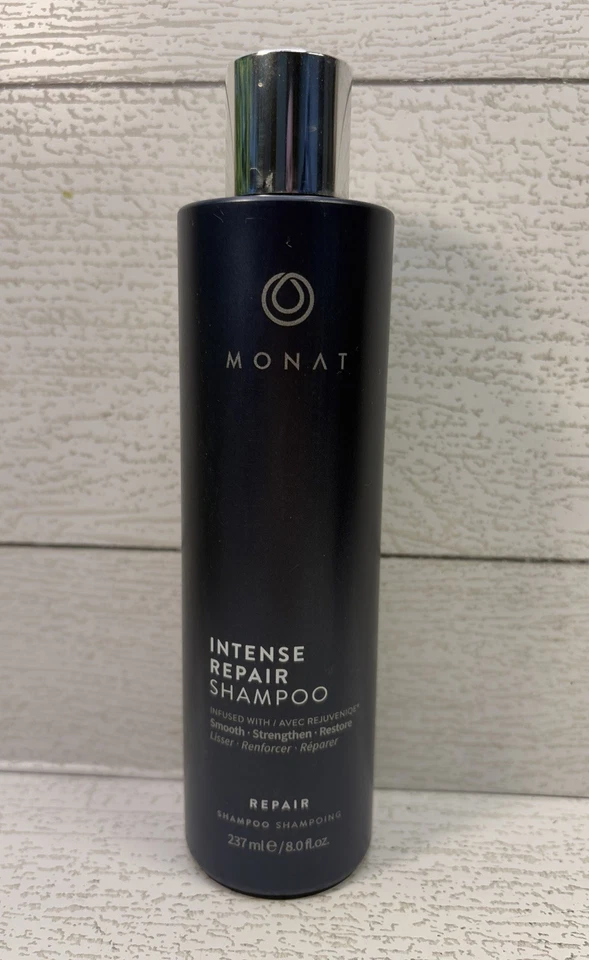 MONAT
INTENSE
REPAIR
SHAMPOO
INFUSED WITH / AVEC REJUVENIQE®
Smooth · Strengthen · Restore
Lisser · Renforcer · Réparer
REPAIR
SHAMPOO SHAMPOING
237 ml ℮ / 8.0 fl.oz.